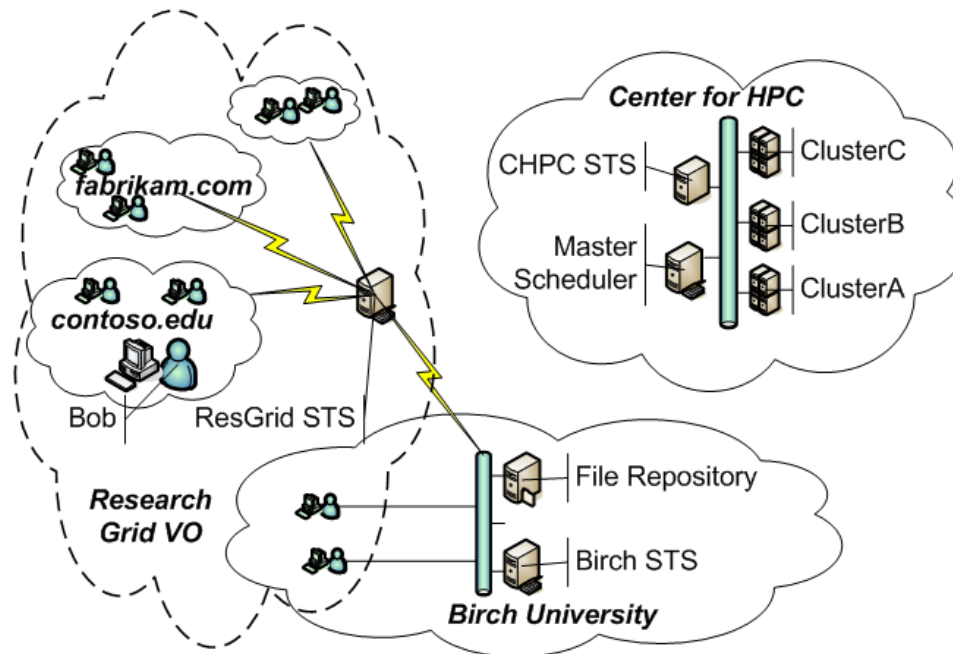 Center for HPC
CHPC STS
ClusterC
ClusterB
Master
Scheduler
ClusterA
fabrikam.com
contoso.edu
Bob
ResGrid STS
Research
Grid VO
File Repository
Birch STS
Birch University